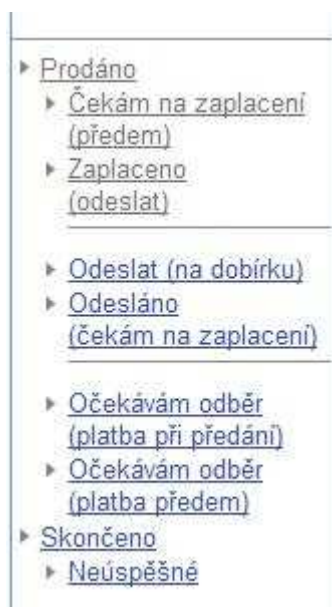 Prodáno
Čekám na zaplacení
(předem)
Zaplaceno
(odeslat)
Odeslat (na dobírku)
Odesláno
(čekám na zaplacení)
Očekávám odběr
(platba při předání)
Očekávám odběr
(platba předem)
Skončeno
Neúspěšné